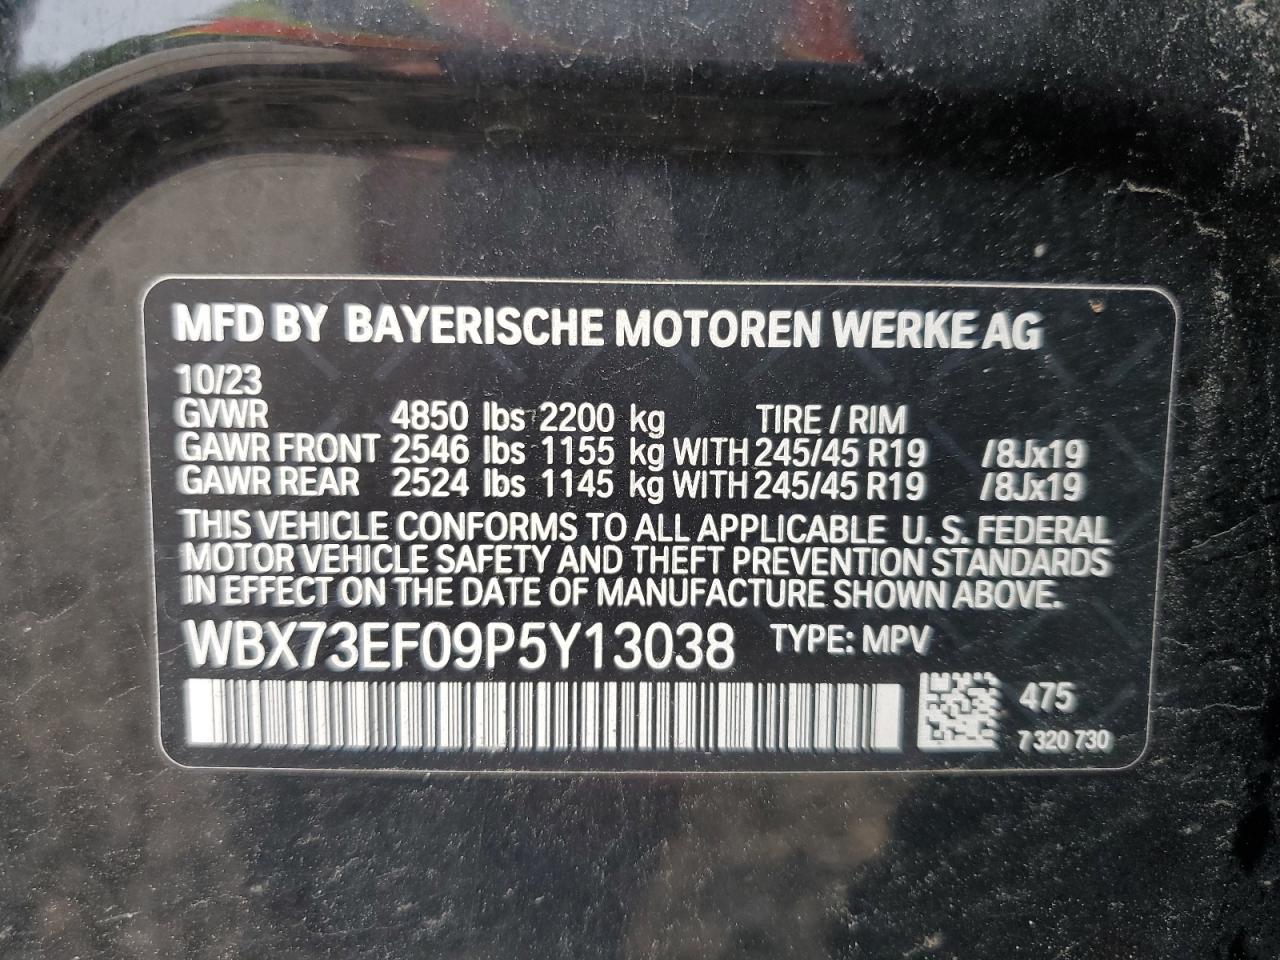 MFD BY BAYERISCHE MOTOREN WERKE AG
10/23
GVWR 4850 lbs 2200 kg TIRE / RIM
GAWR FRONT 2546 lbs 1155 kg WITH 245/45 R19 /8Jx19
GAWR REAR 2524 lbs 1145 kg WITH 245/45 R19 /8Jx19
THIS VEHICLE CONFORMS TO ALL APPLICABLE U. S. FEDERAL
MOTOR VEHICLE SAFETY AND THEFT PREVENTION STANDARDS
IN EFFECT ON THE DATE OF MANUFACTURE SHOWN ABOVE.
WBX73EF09P5Y13038 TYPE: MPV
475
7 320 730